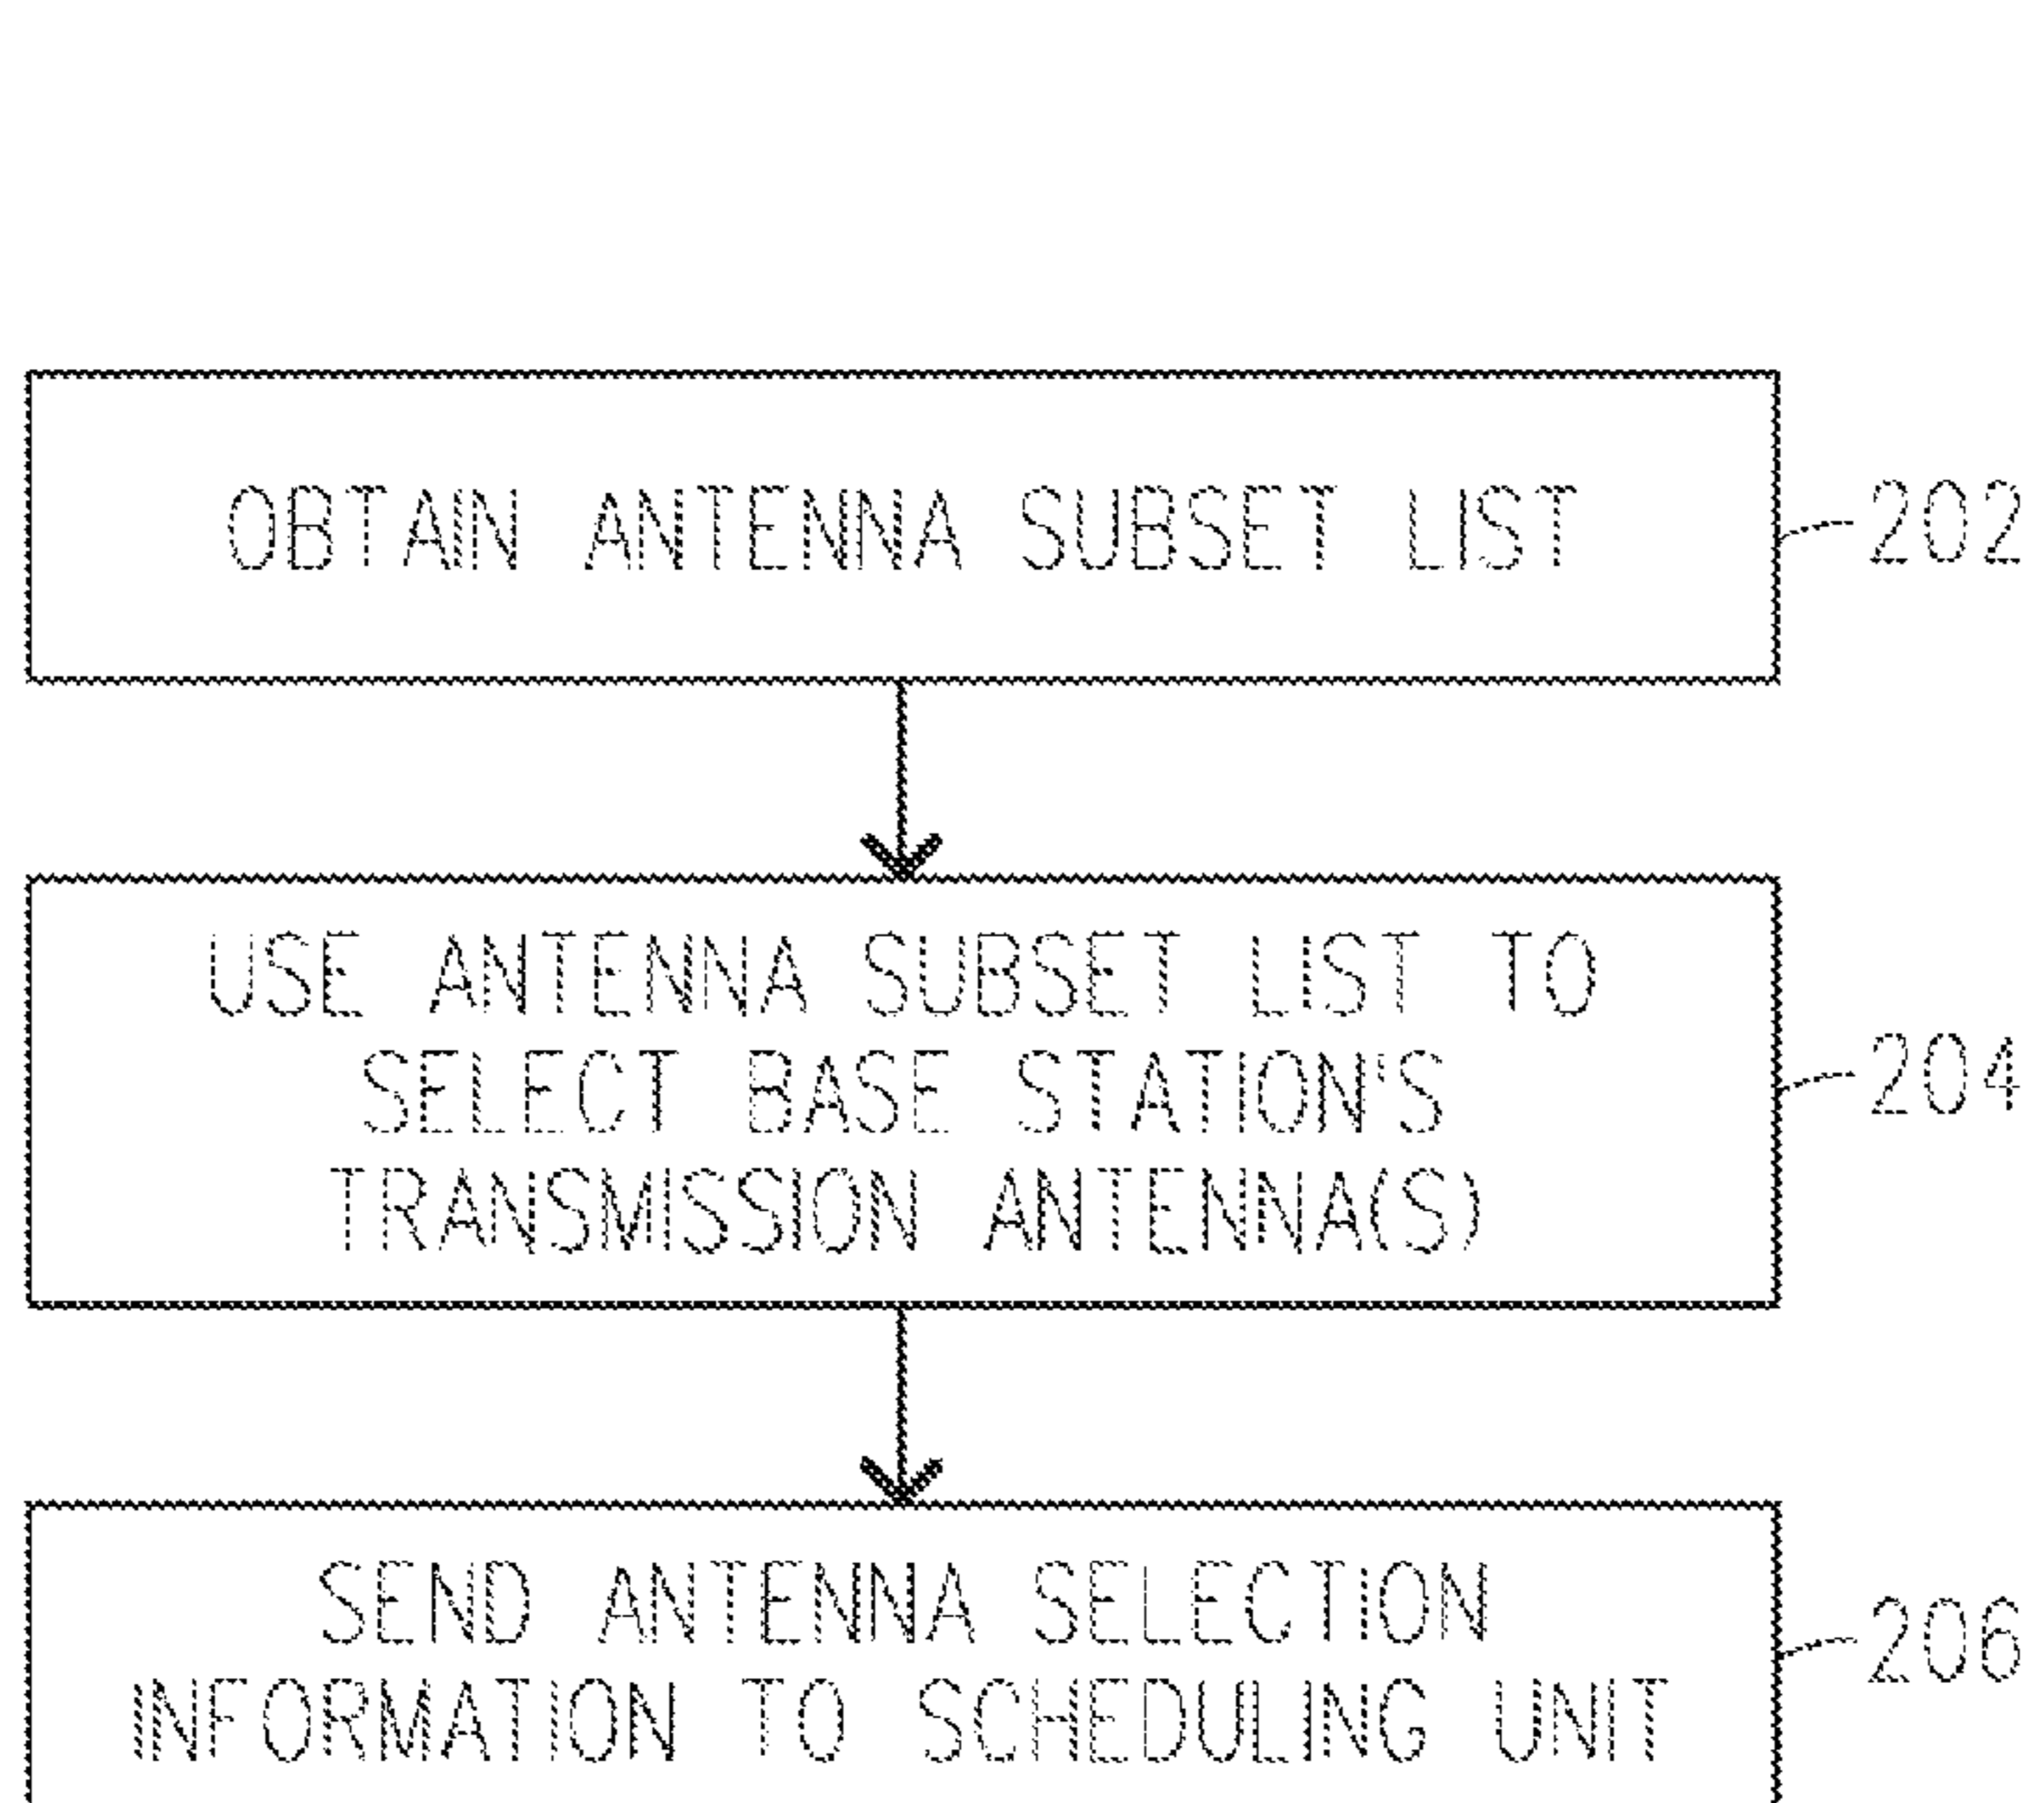 OBTAIN ANTENNA SUBSET LIST
202
USE ANTENNA SUBSET LIST TO
SELECT BASE STATION'S
TRANSMISSION ANTENNA(S)
204
SEND ANTENNA SELECTION
INFORMATION TO SCHEDULING UNIT
206